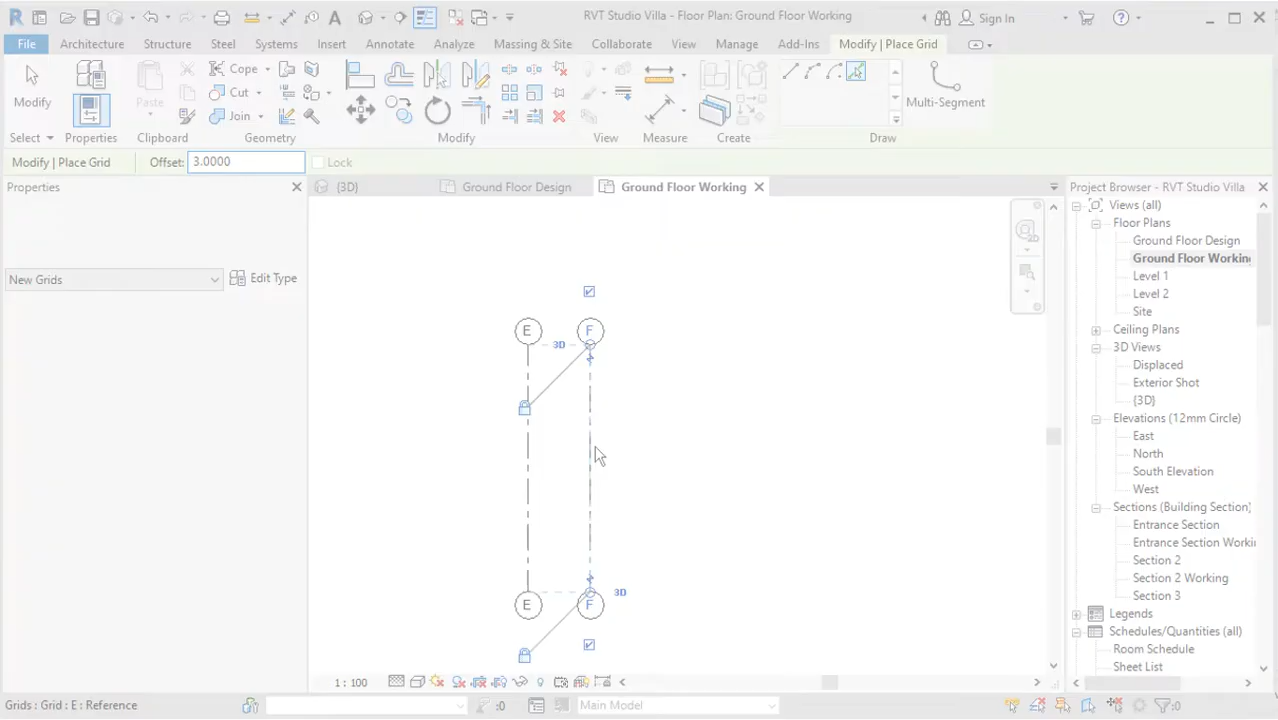 RVT Studio Villa - Floor Plan: Ground Floor Working
Sign In
File
Architecture
Structure
Steel
Systems
Insert
Annotate
Analyze
Massing & Site
Collaborate
View
Manage
Add-Ins
Modify | Place Grid
Modify
Paste
Cope
Cut
Join
Multi-Segment
Select
Properties
Clipboard
Geometry
Modify
View
Measure
Create
Draw
Modify | Place Grid
Offset: 3.0000
Lock
Properties
New Grids
Edit Type
{3D}
Ground Floor Design
Ground Floor Working
2D
E
F
3D
3D
E
F
Project Browser - RVT Studio Villa
Views (all)
Floor Plans
Ground Floor Design
Ground Floor Working
Level 1
Level 2
Site
Ceiling Plans
3D Views
Displaced
Exterior Shot
{3D}
Elevations (12mm Circle)
East
North
South Elevation
West
Sections (Building Section)
Entrance Section
Entrance Section Workin
Section 2
Section 2 Working
Section 3
Legends
Schedules/Quantities (all)
Room Schedule
Sheet List
1 : 100
Grids : Grid : E : Reference
:0
Main Model
:0